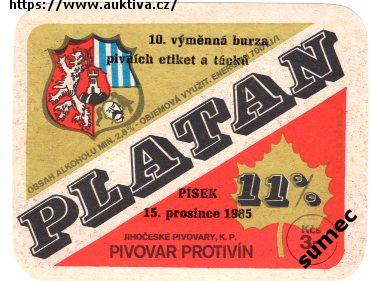 https://www.auktiva.cz/
10. výměnná burza
pivních etiket a tácků
OBSAH ALKOHOLU MIN. 2,8% - OBJEMOVÁ VYUŽIT. ENERGIE
PLATAN
PÍSEK
15. prosince 1985
11%
Kčs
JIHOČESKÉ PIVOVARY, K. P.
PIVOVAR PROTIVÍN
sumec